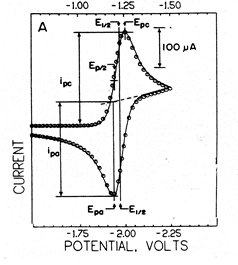 -1.00 -1.25 -1.50
A E1/2 Epc
100 μA
Ep/2
ipc
ipa
CURRENT
Epa E1/2
-1.75 -2.00 -2.25
POTENTIAL, VOLTS